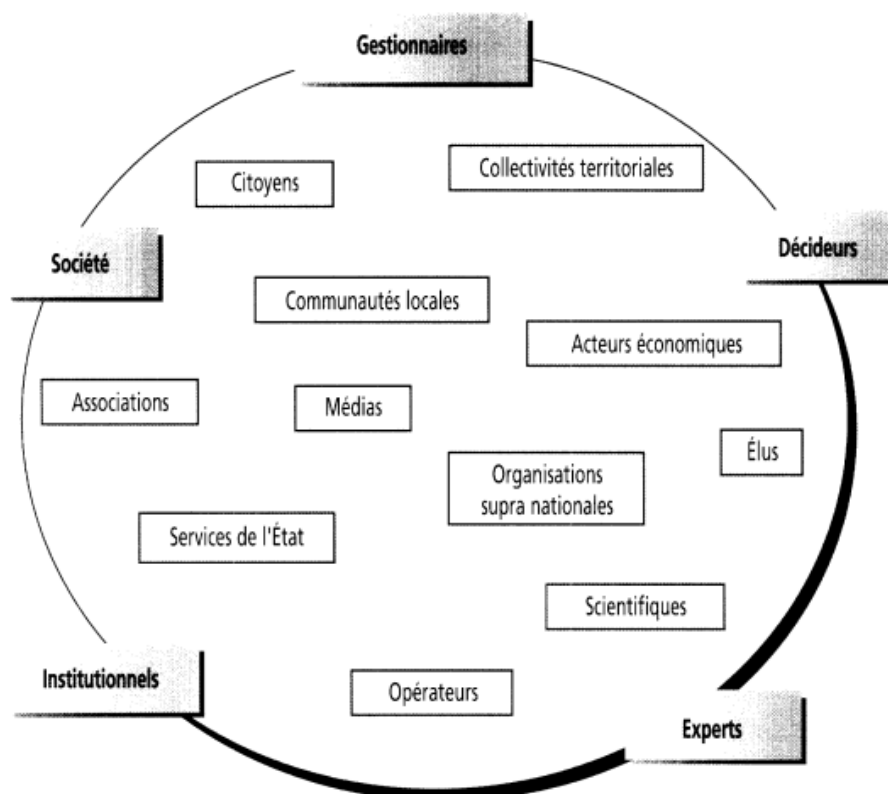 Gestionnaires
Citoyens
Collectivités territoriales
Société
Décideurs
Communautés locales
Acteurs économiques
Associations
Médias
Élus
Organisations
supra nationales
Services de l'État
Scientifiques
Institutionnels
Opérateurs
Experts